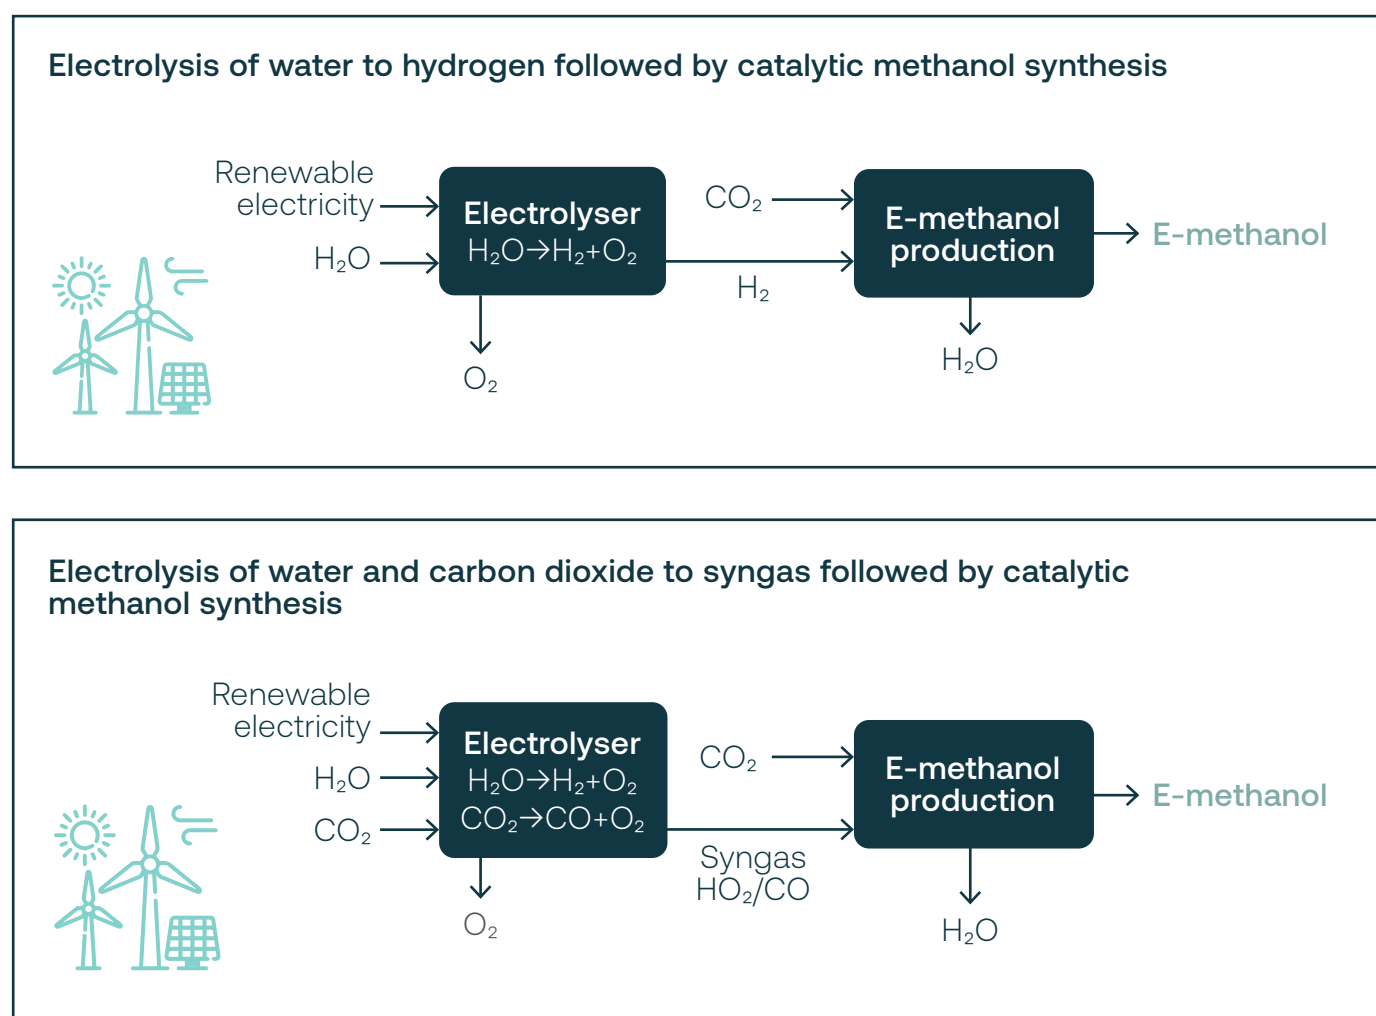 Electrolysis of water to hydrogen followed by catalytic methanol synthesis
Renewable
electricity
H₂O
Electrolyser
H₂O→H₂+O₂
O₂
CO₂
H₂
E-methanol
production
H₂O
E-methanol
Electrolysis of water and carbon dioxide to syngas followed by catalytic
methanol synthesis
Renewable
electricity
H₂O
CO₂
Electrolyser
H₂O→H₂+O₂
CO₂→CO+O₂
O₂
CO₂
Syngas
HO₂/CO
E-methanol
production
H₂O
E-methanol